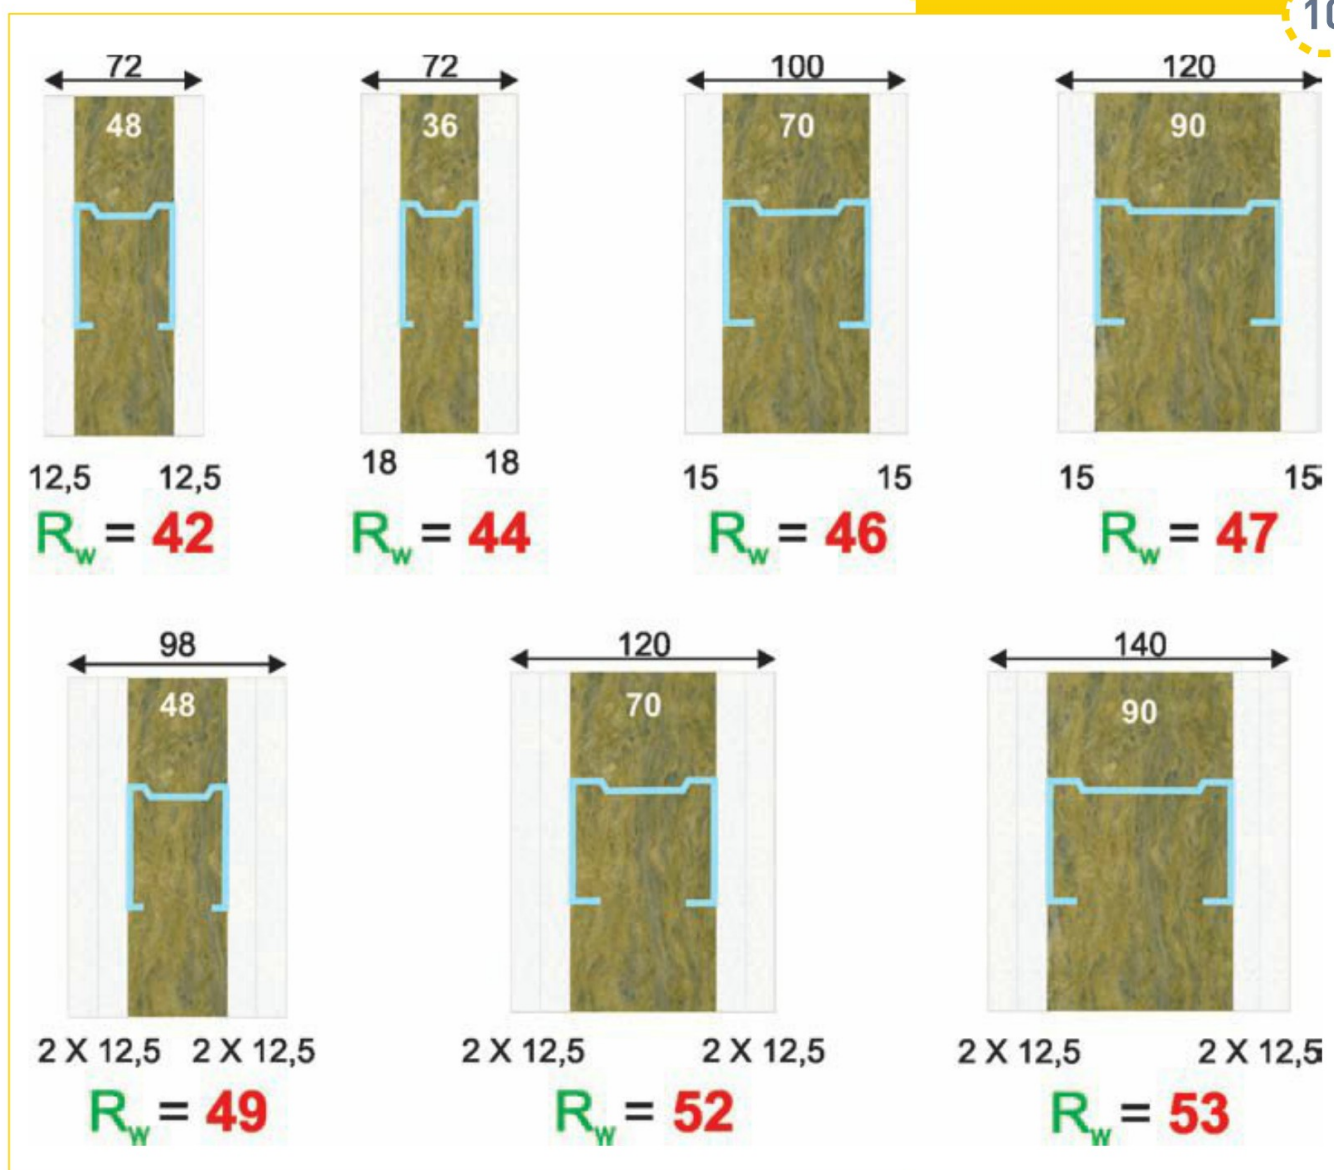 10
72 72 100 120
48 36 70 90
12,5 12,5 18 18 15 15 15 15
Rw = 42 Rw = 44 Rw = 46 Rw = 47
98 120 140
48 70 90
2 X 12,5 2 X 12,5 2 X 12,5 2 X 12,5 2 X 12,5 2 X 12,5
Rw = 49 Rw = 52 Rw = 53